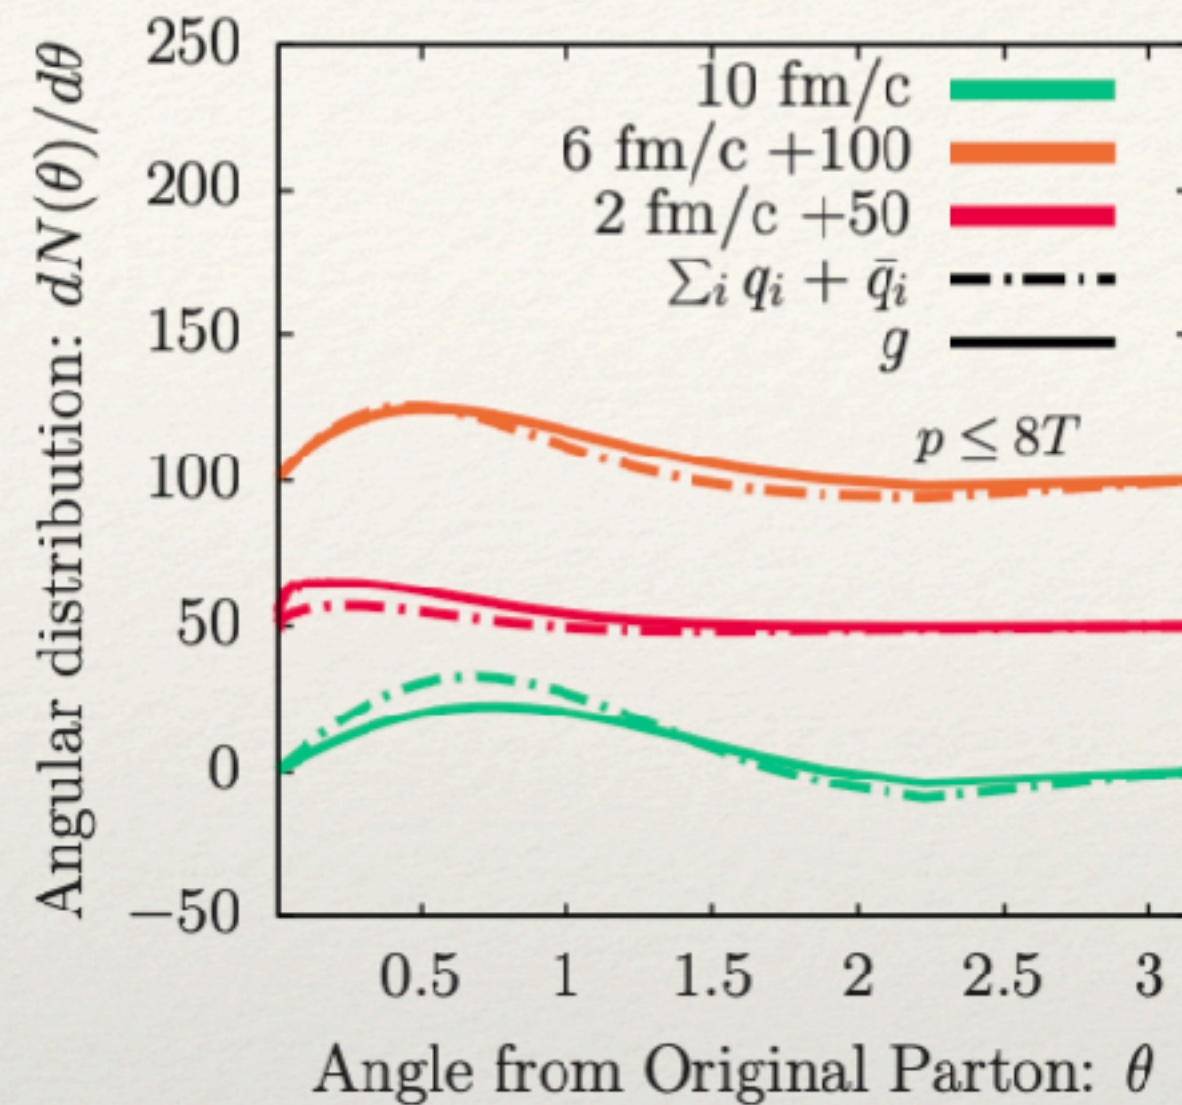 Angular distribution: dN(θ)/dθ
250
200
150
100
50
0
−50
10 fm/c
6 fm/c +100
2 fm/c +50
∑ᵢ qᵢ + q̄ᵢ
g
p ≤ 8T
0.5 1 1.5 2 2.5 3
Angle from Original Parton: θ